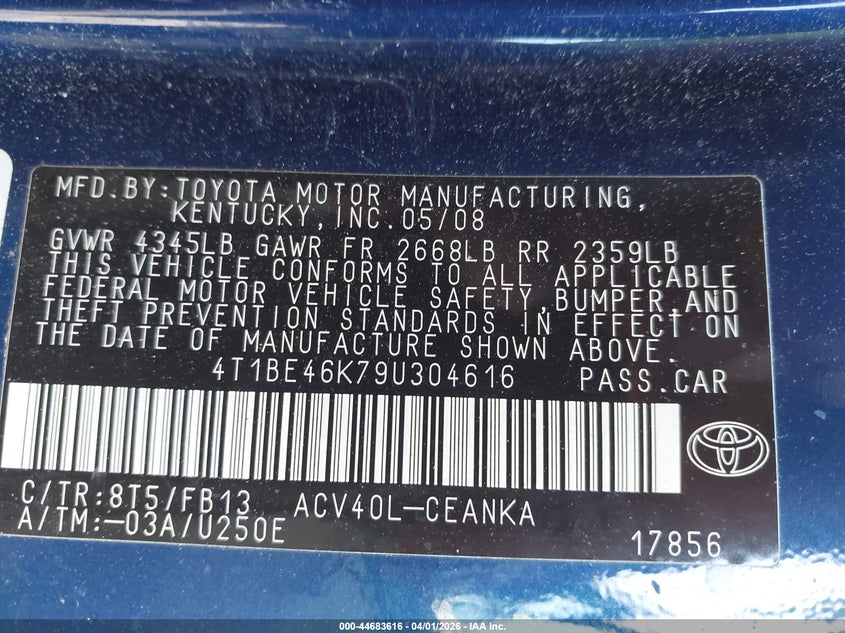 MFD.BY:TOYOTA MOTOR MANUFACTURING,
KENTUCKY,INC.05/08
GVWR 4345LB GAWR FR 2668LB RR 2359LB
THIS VEHICLE CONFORMS TO ALL APPLICABLE
FEDERAL MOTOR VEHICLE SAFETY,BUMPER,AND
THEFT PREVENTION STANDARDS IN EFFECT ON
THE DATE OF MANUFACTURE SHOWN ABOVE.
4T1BE46K79U304616 PASS.CAR
C/TR:8T5/FB13 ACV40L-CEANKA
A/TM:-03A/U250E 17856
000-44683616 - 04/01/2026 - IAA Inc.